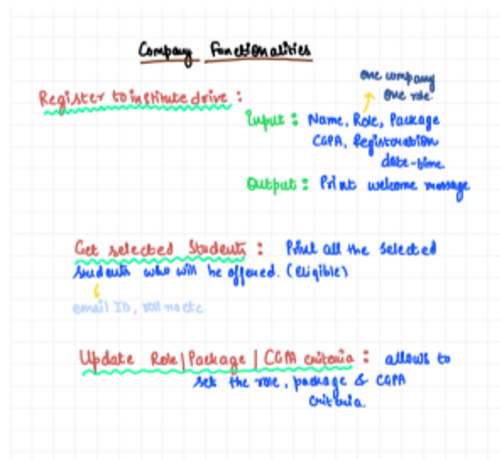 Company Functionalities
one company
one role.
Register to institute drive :
Input : Name, Role, Package
CGPA, Registration
date-time.
Output : Print welcome message
Get selected Students : Print all the selected
students who will be offered. (Eligible)
email ID, roll no etc.
Update Role | Package | CGPA criteria : allows to
set the role, package & CGPA
criteria.